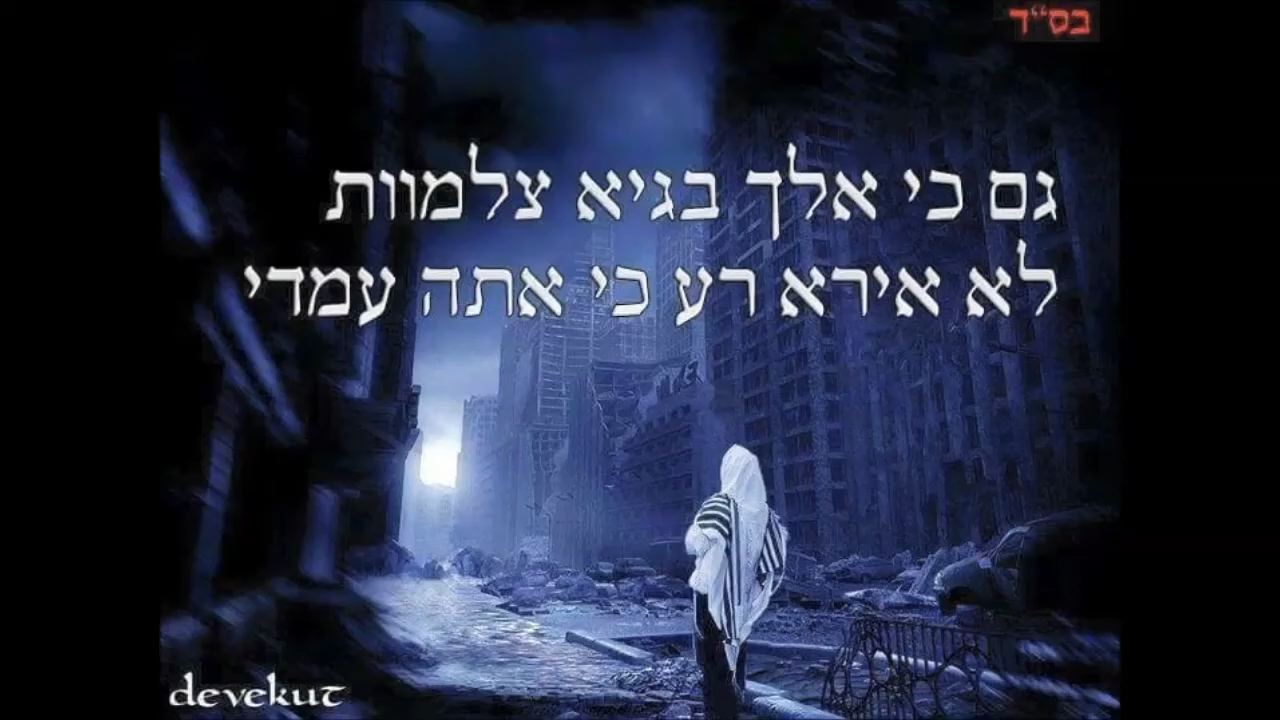 בס“ד
גם כי אלך בגיא צלמוות
לא אירא רע כי אתה עמדי
devekut